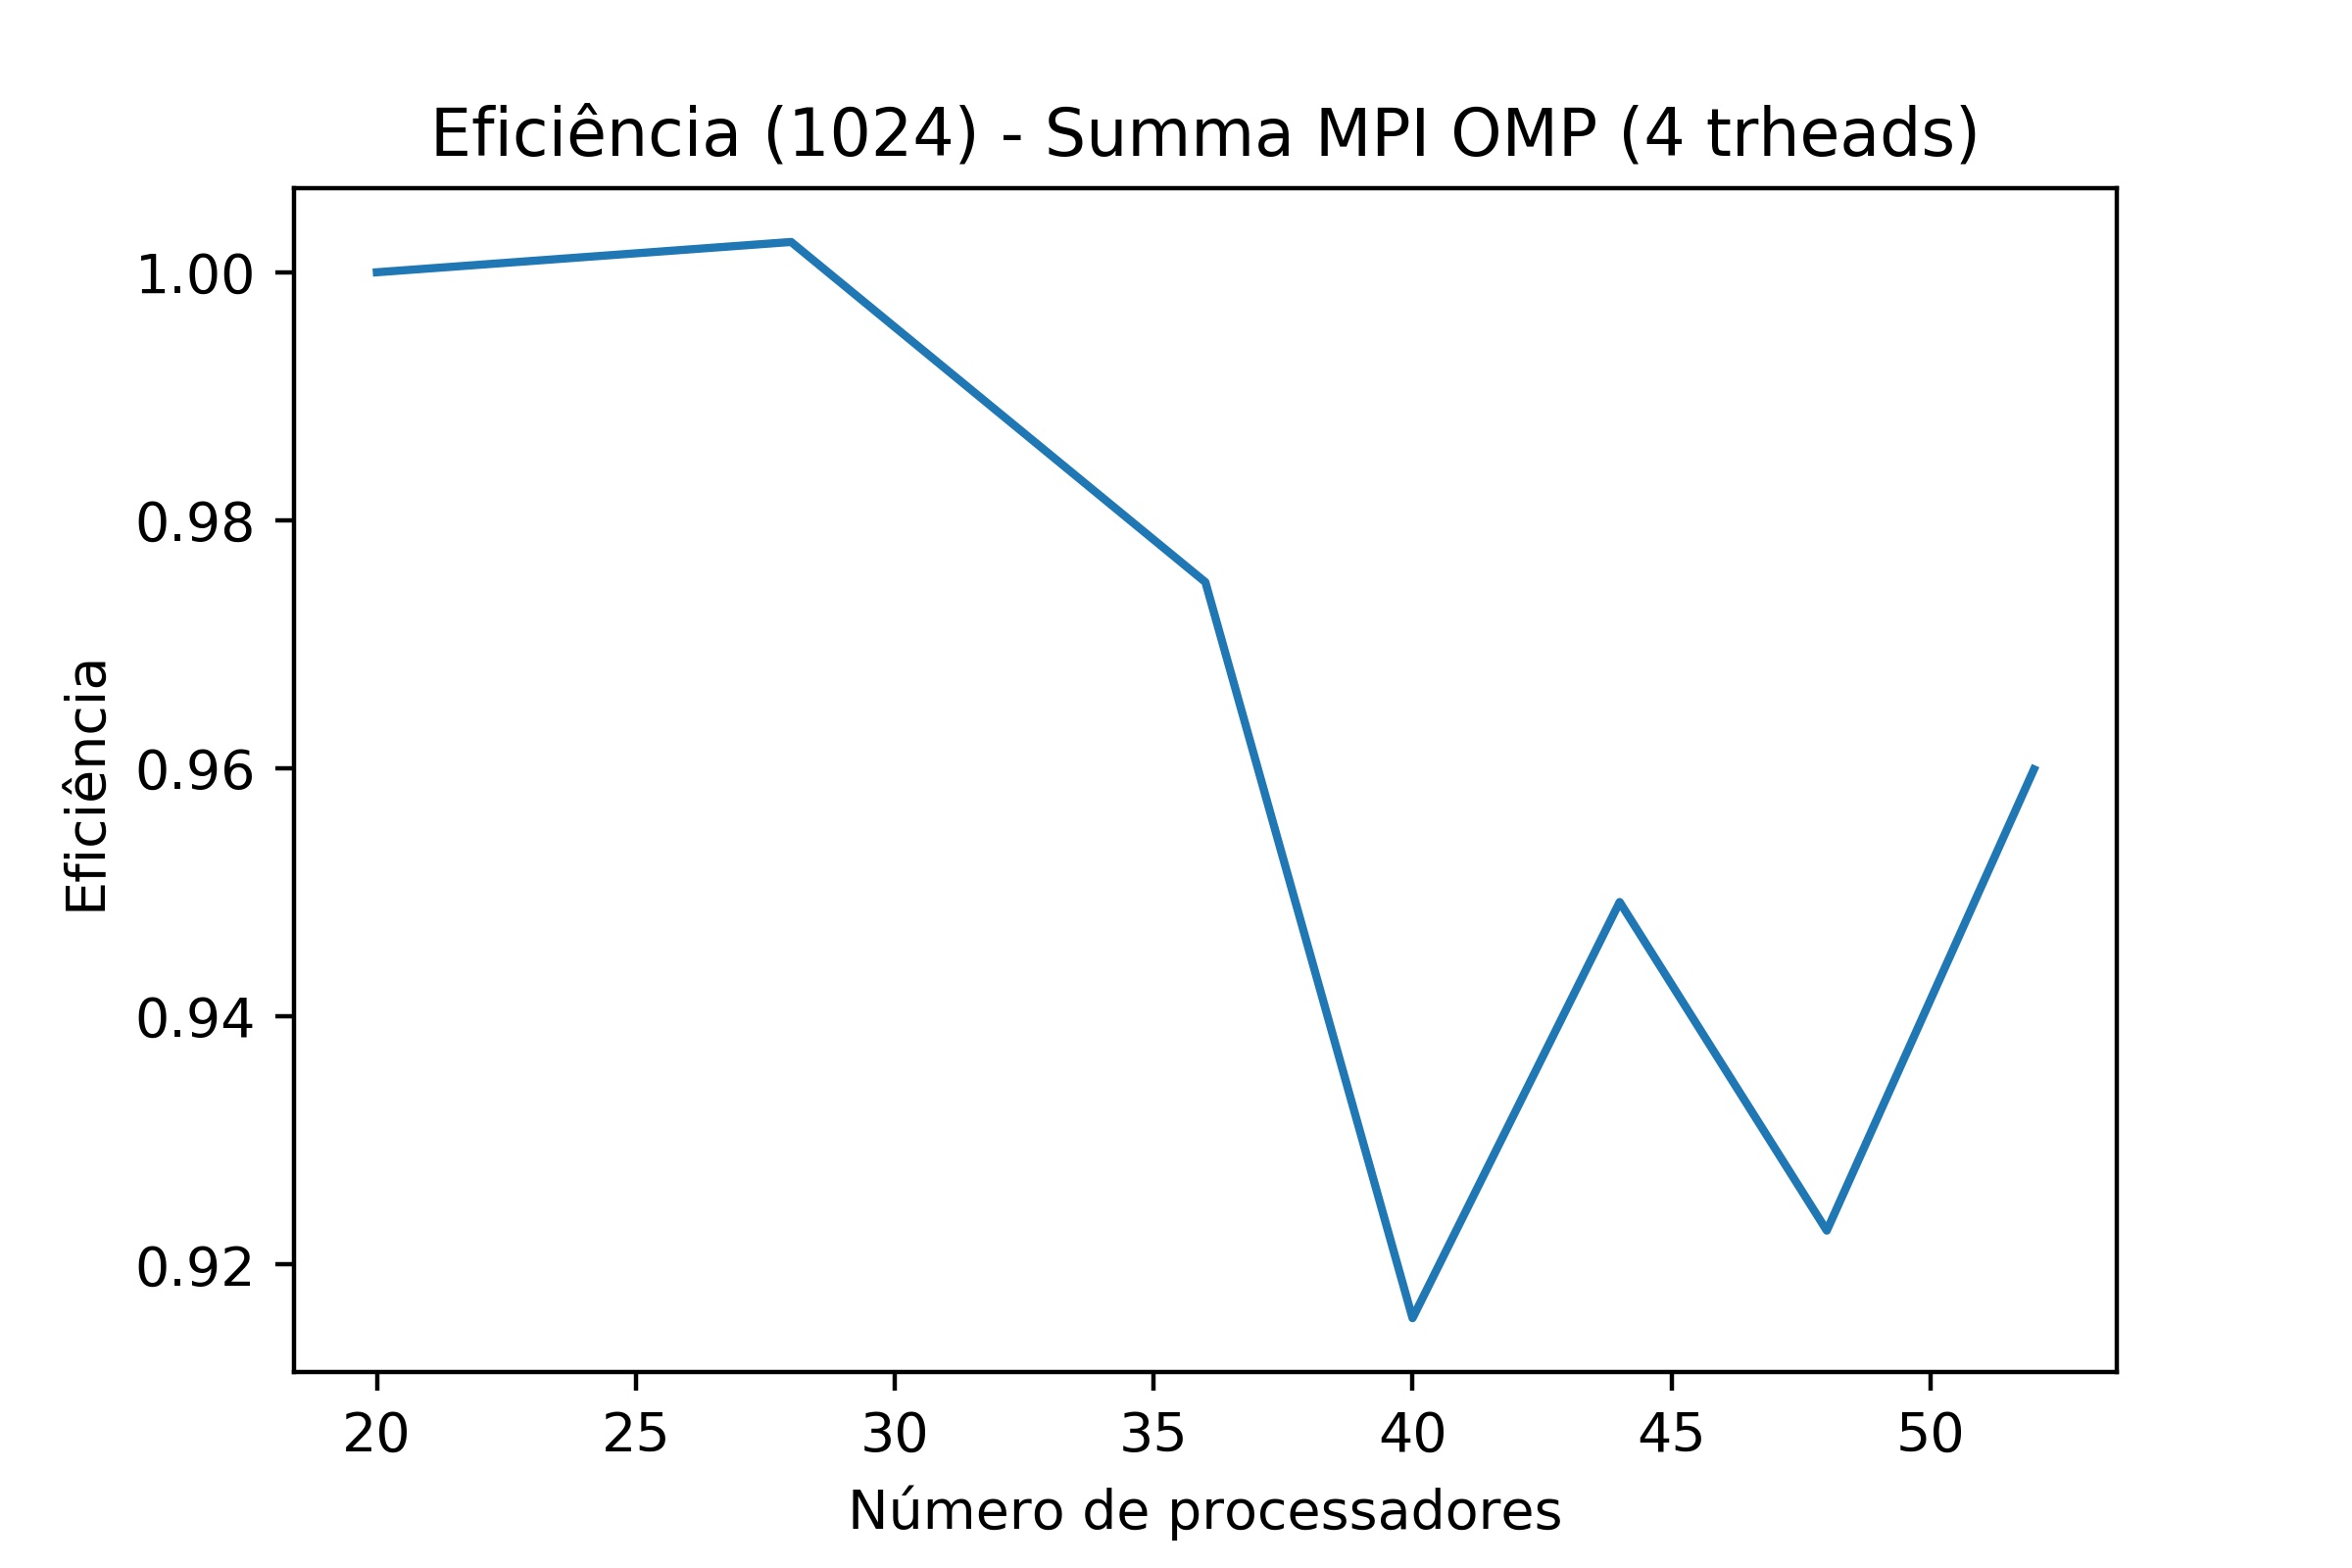 Eficiência (1024) - Summa MPI OMP (4 trheads)
1.00
0.98
0.96
0.94
0.92
Eficiência
20 25 30 35 40 45 50
Número de processadores